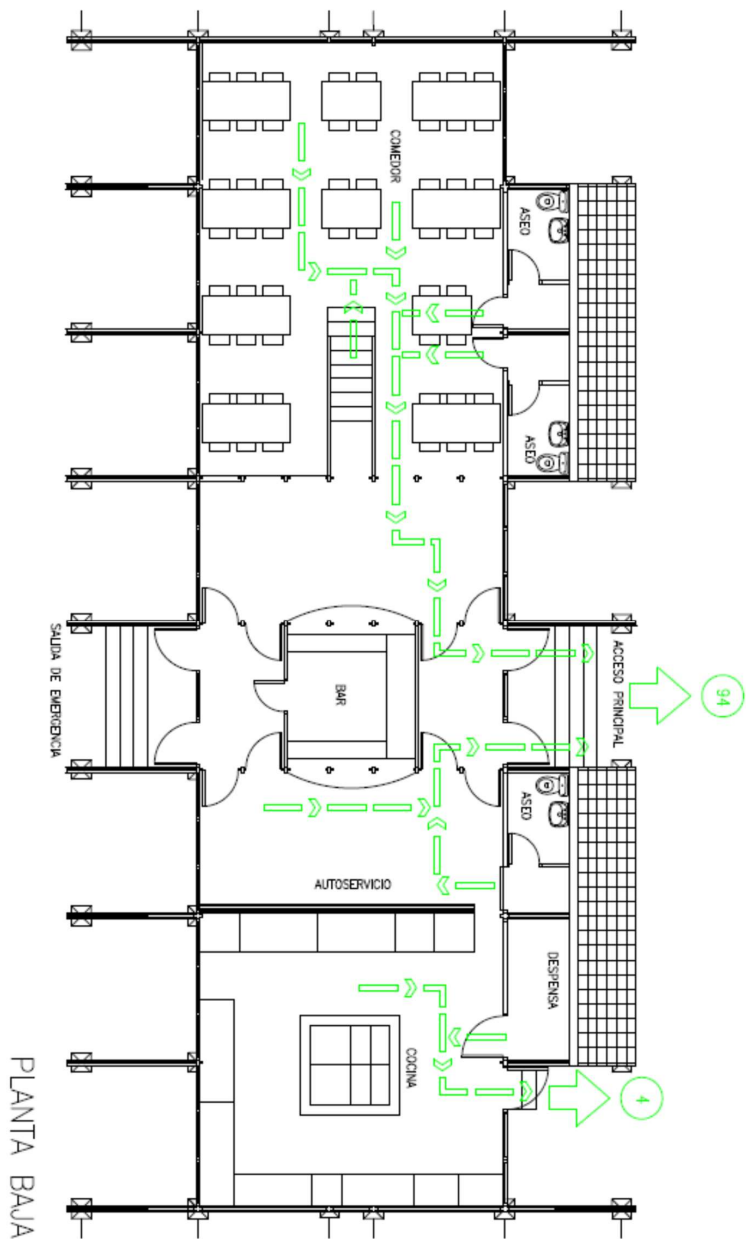 COMEDOR
ASEO
ASEO
SALIDA DE EMERGENCIA
BAR
ACCESO PRINCIPAL
94
ASEO
AUTOSERVICIO
DESPENSA
COCINA
4
PLANTA BAJA